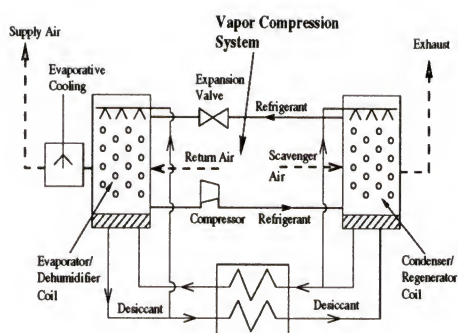 Vapor Compression
System
Supply Air
Exhaust
Evaporative
Cooling
Expansion
Valve
Refrigerant
Return Air
Scavenger
Air
Compressor
Refrigerant
Evaporator/
Dehumidifier
Coil
Condenser/
Regenerator
Coil
Desiccant
Desiccant